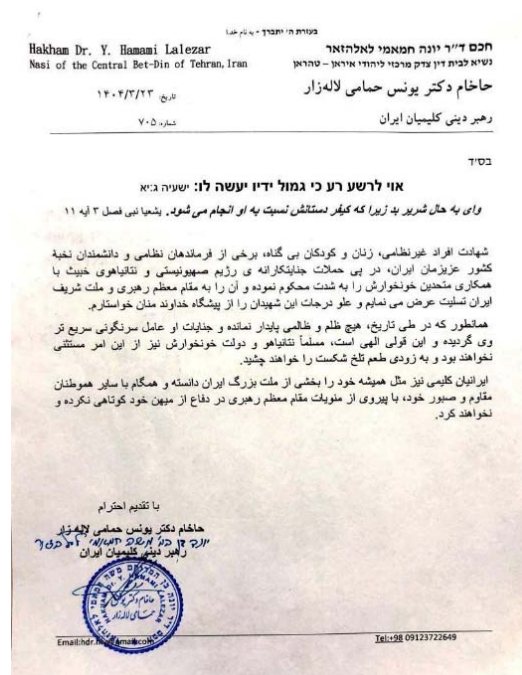 בעזרת ה' יתברך - به نام خدا
Hakham Dr. Y. Hamami Lalezar
חכם ד״ר יונה חמאמי לאלהזאר
Nasi of the Central Bet-Din of Tehran, Iran
נשיא לבית דין צדק מרכזי ליהודי איראן – טהראן
حاخام دکتر یونس حمامی لاله‌زار
تاریخ: ۱۴۰۴/۳/۲۳
رهبر دینی کلیمیان ایران
شماره: ۷۰۵
בס״ד
אוי לרשע רע כי גמול ידיו יעשה לו: ישעיה ג:יא
وای به حال شریر بد زیرا که کیفر دستانش نسبت به او انجام می شود. یشعیا نبی فصل ۳ آیه ۱۱
شهادت افراد غیرنظامی، زنان و کودکان بی گناه، برخی از فرماندهان نظامی و دانشمندان نخبة
کشور عزیزمان ایران، در پی حملات جنایتکارانه ی رژیم صهیونیستی و نتانیاهوی خبیث با
همکاری متحدین خونخوارش را به شدت محکوم نموده و آن را به مقام معظم رهبری و ملت شریف
ایران تسلیت عرض می نمایم و علو درجات این شهیدان را از پیشگاه خداوند منان خواستارم.
همانطور که در طی تاریخ، هیچ ظلم و ظالمی پایدار نمانده و جنایات او عامل سرنگونی سریع تر
وی گردیده و این قولی الهی است، مسلماً نتانیاهو و دولت خونخوارش نیز از این امر مستثنی
نخواهند بود و به زودی طعم تلخ شکست را خواهند چشید.
ایرانیان کلیمی نیز مثل همیشه خود را بخشی از ملت بزرگ ایران دانسته و همگام با سایر هموطنان
مقاوم و صبور خود، با پیروی از منویات مقام معظم رهبری در دفاع از میهن خود کوتاهی نکرده و
نخواهند کرد.
با تقدیم احترام
حاخام دکتر یونس حمامی لاله‌زار
رهبر دینی کلیمیان ایران
HAKHAM DR. Y. HAMAMI LALEZAR
حاخام دکتر یونس
حمامی لاله‌زار
Tel:+98 09123722649